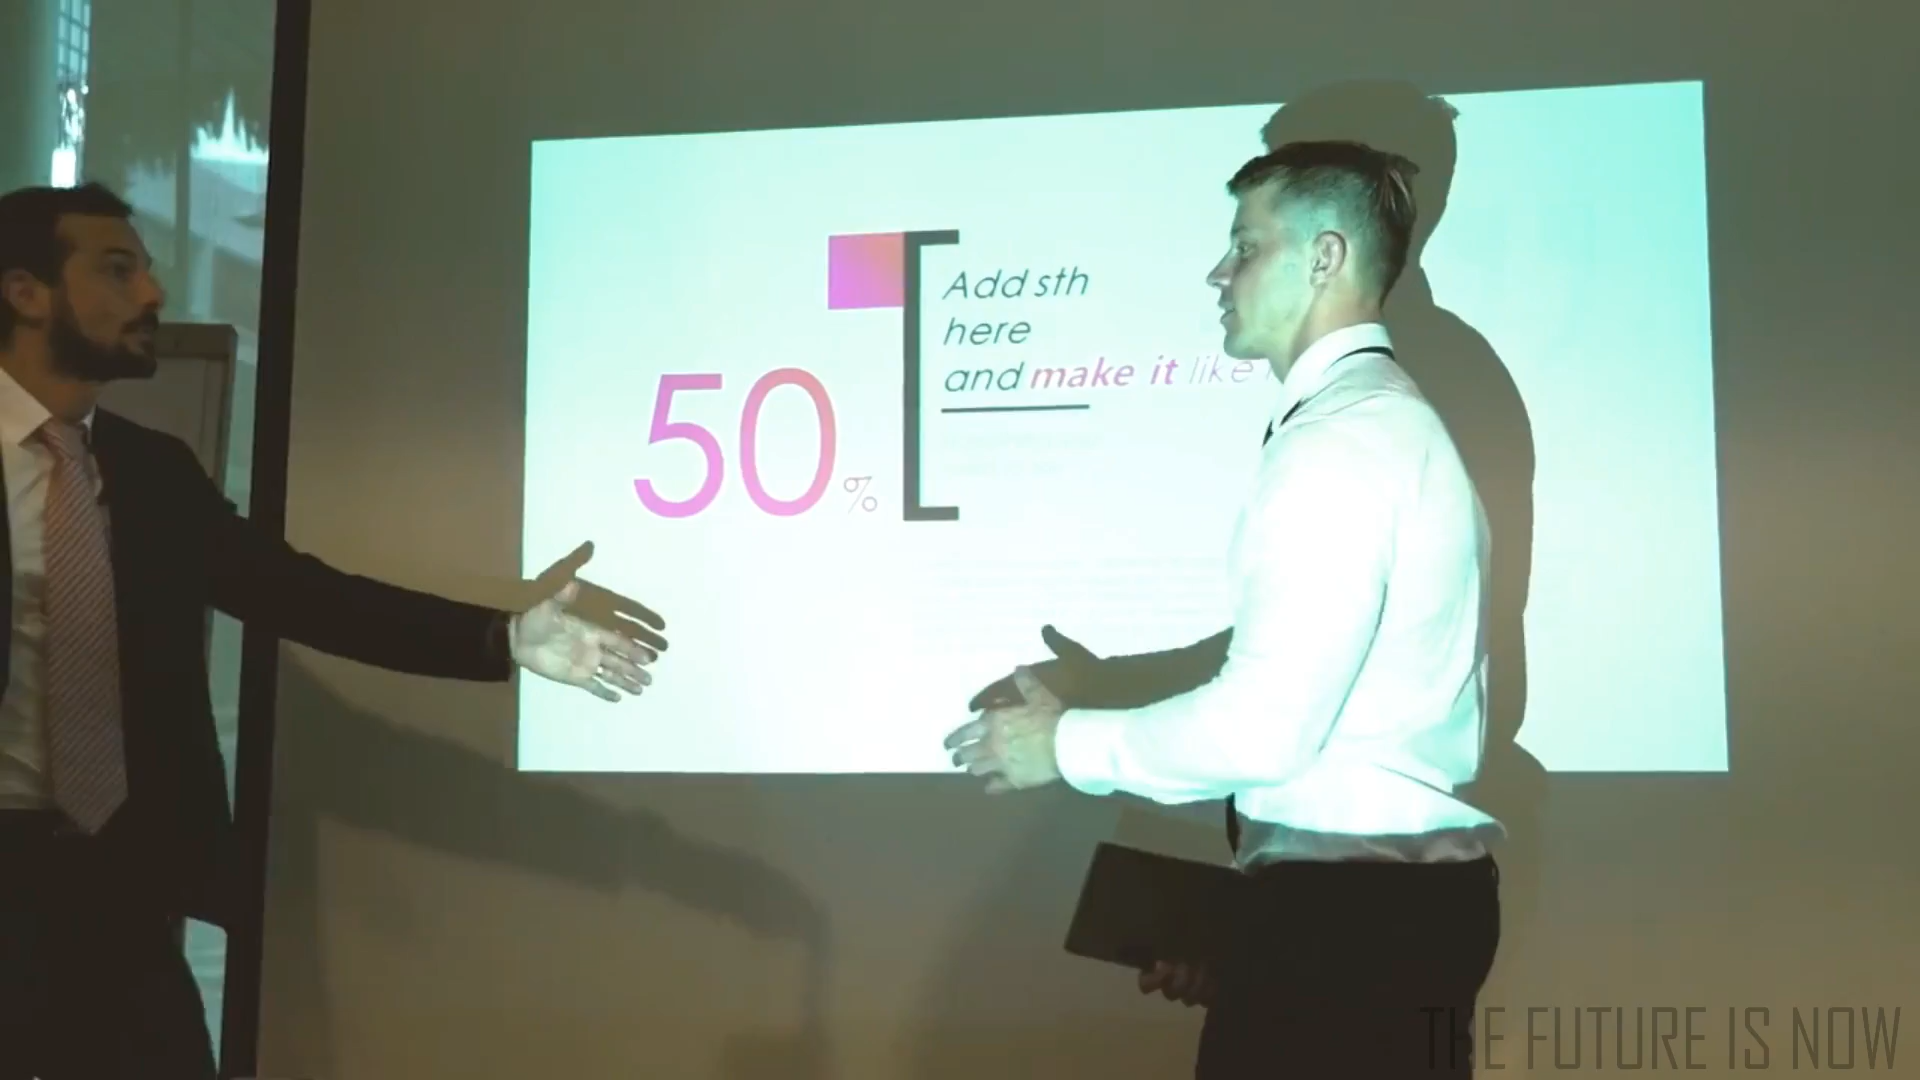 50%
Add sth
here
and make it like
THE FUTURE IS NOW